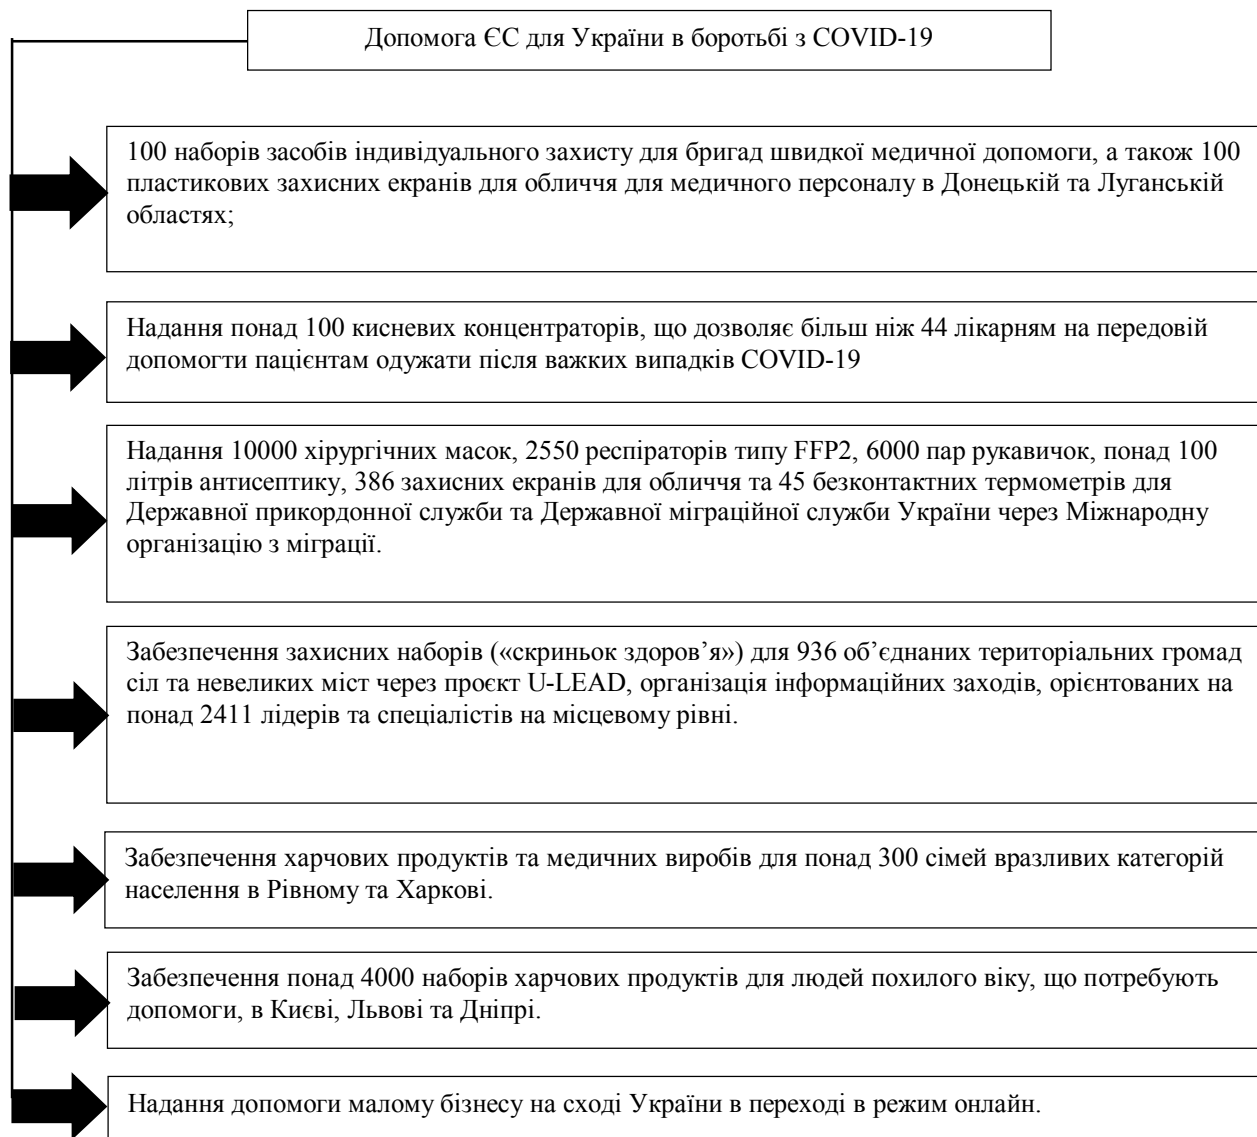 Допомога ЄС для України в боротьбі з COVID-19
100 наборів засобів індивідуального захисту для бригад швидкої медичної допомоги, а також 100
пластикових захисних екранів для обличчя для медичного персоналу в Донецькій та Луганській
областях;
Надання понад 100 кисневих концентраторів, що дозволяє більш ніж 44 лікарням на передовій
допомогти пацієнтам одужати після важких випадків COVID-19
Надання 10000 хірургічних масок, 2550 респіраторів типу FFP2, 6000 пар рукавичок, понад 100
літрів антисептику, 386 захисних екранів для обличчя та 45 безконтактних термометрів для
Державної прикордонної служби та Державної міграційної служби України через Міжнародну
організацію з міграції.
Забезпечення захисних наборів («скриньок здоров’я») для 936 об’єднаних територіальних громад
сіл та невеликих міст через проєкт U-LEAD, організація інформаційних заходів, орієнтованих на
понад 2411 лідерів та спеціалістів на місцевому рівні.
Забезпечення харчових продуктів та медичних виробів для понад 300 сімей вразливих категорій
населення в Рівному та Харкові.
Забезпечення понад 4000 наборів харчових продуктів для людей похилого віку, що потребують
допомоги, в Києві, Львові та Дніпрі.
Надання допомоги малому бізнесу на сході України в переході в режим онлайн.